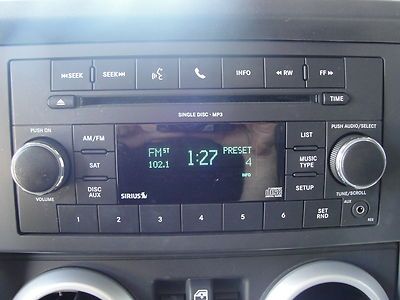 SEEK SEEK INFO RW FF
SINGLE DISC - MP3 TIME
PUSH ON AM/FM FM ST 1:27 PRESET LIST PUSH AUDIO/SELECT
102.1 4
SAT MUSIC TYPE
INFO
DISC AUX SIRIUS SETUP
VOLUME TUNE/SCROLL
1 2 3 4 5 6 SET RND AUX